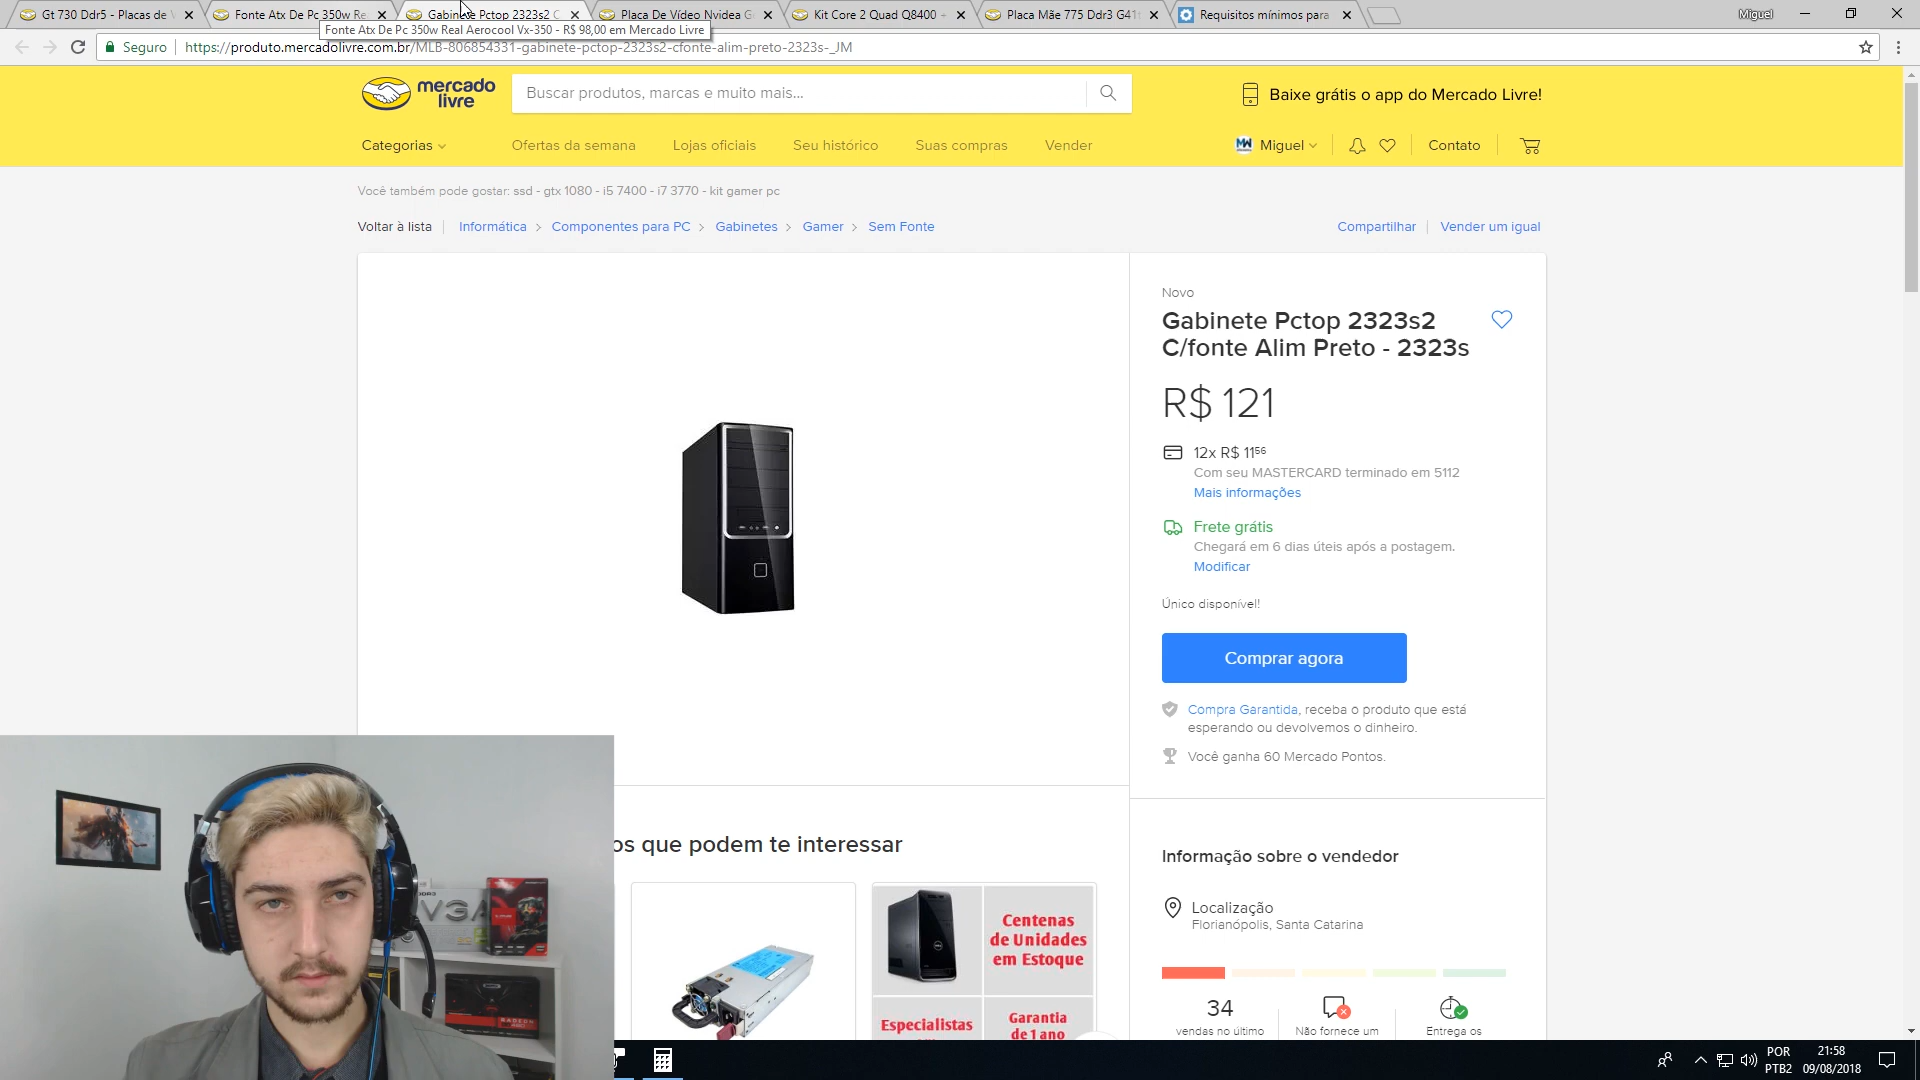 Gt 730 Ddr5 - Placas de
Fonte Atx De Pc 350w Re
Gabinete Pctop 2323s2 C
Placa De Vídeo Nvidea G
Kit Core 2 Quad Q8400 +
Placa Mãe 775 Ddr3 G41
Requisitos mínimos para
Miguel
Fonte Atx De Pc 350w Real Aerocool Vx-350 - R$ 98,00 em Mercado Livre
Seguro
https://produto.mercadolivre.com.br/MLB-806854331-gabinete-pctop-2323s2-cfonte-alim-preto-2323s-_JM
mercado
livre
Buscar produtos, marcas e muito mais...
Baixe grátis o app do Mercado Livre!
Categorias
Ofertas da semana
Lojas oficiais
Seu histórico
Suas compras
Vender
Miguel
Contato
Você também pode gostar: ssd - gtx 1080 - i5 7400 - i7 3770 - kit gamer pc
Voltar à lista
Informática
Componentes para PC
Gabinetes
Gamer
Sem Fonte
Compartilhar
Vender um igual
Novo
Gabinete Pctop 2323s2
C/fonte Alim Preto - 2323s
R$ 121
12x R$ 11⁵⁶
Com seu MASTERCARD terminado em 5112
Mais informações
Frete grátis
Chegará em 6 dias úteis após a postagem.
Modificar
Único disponível!
Comprar agora
Compra Garantida, receba o produto que está
esperando ou devolvemos o dinheiro.
Você ganha 60 Mercado Pontos.
os que podem te interessar
Centenas
de Unidades
em Estoque
Especialistas
Garantia
de 1 ano
Informação sobre o vendedor
Localização
Florianópolis, Santa Catarina
34
vendas no último
Não fornece um
Entrega os
EVGA
RADEON
POR
PTB2
21:58
09/08/2018